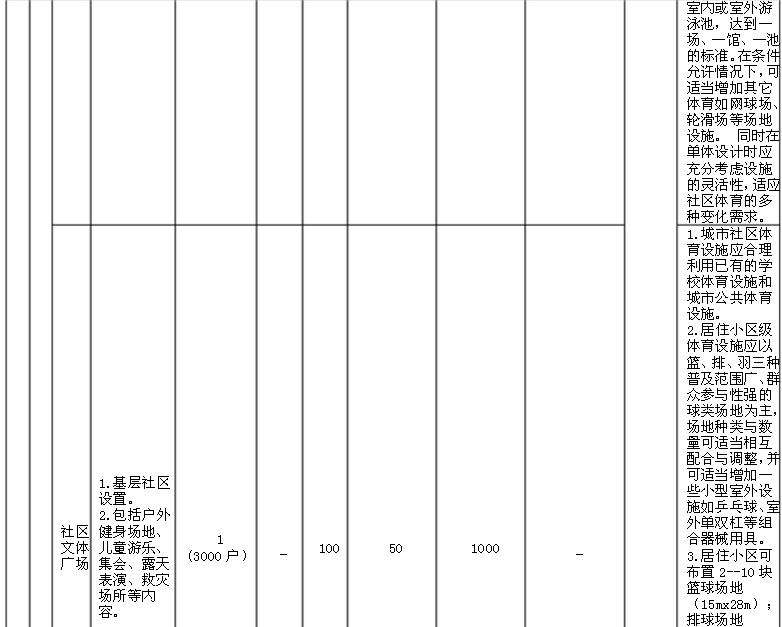 室内或室外游
泳池，达到一
场、一馆、一池
的标准。在条件
允许情况下，可
适当增加其它
体育如网球场、
轮滑场等场地
设施。 同时在
单体设计时应
充分考虑设施
的灵活性，适应
社区体育的多
种变化需求。
社区
文体
广场
1.基层社区
设置。
2.包括户外
健身场地、
儿童游乐、
集会、露天
表演、救灾
场所等内
容。
1
（3000 户）
–
100
50
1000
–
1.城市社区体
育设施应合理
利用已有的学
校体育设施和
城市公共体育
设施。
2.居住小区级
体育设施应以
篮、排、羽三种
普及范围广、群
众参与性强的
球类场地为主，
场地种类与数
量可适当相互
配合与调整，并
可适当增加一
些小型室外设
施如乒乓球、室
外单双杠等组
合器械用具。
3.居住小区可
布置 2--10 块
篮球场地
（15mx28m）；
排球场地